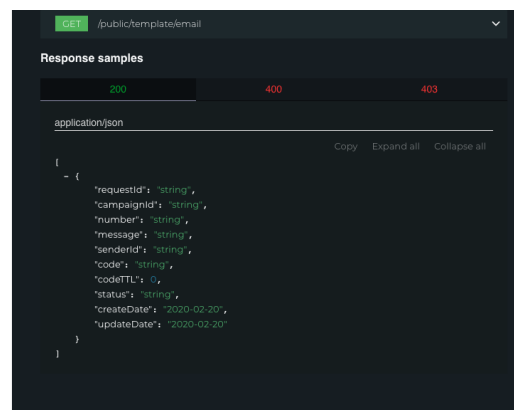 GET /public/template/email
Response samples
200 400 403
application/json
Copy Expand all Collapse all
[
- {
"requestId": "string",
"campaignId": "string",
"number": "string",
"message": "string",
"senderId": "string",
"code": "string",
"codeTTL": 0,
"status": "string",
"createDate": "2020-02-20",
"updateDate": "2020-02-20"
}
]